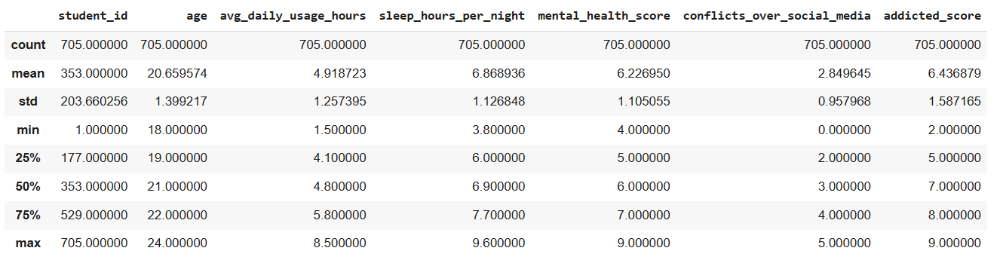 student_id age avg_daily_usage_hours sleep_hours_per_night mental_health_score conflicts_over_social_media addicted_score
count 705.000000 705.000000 705.000000 705.000000 705.000000 705.000000 705.000000
mean 353.000000 20.659574 4.918723 6.868936 6.226950 2.849645 6.436879
std 203.660256 1.399217 1.257395 1.126848 1.105055 0.957968 1.587165
min 1.000000 18.000000 1.500000 3.800000 4.000000 0.000000 2.000000
25% 177.000000 19.000000 4.100000 6.000000 5.000000 2.000000 5.000000
50% 353.000000 21.000000 4.800000 6.900000 6.000000 3.000000 7.000000
75% 529.000000 22.000000 5.800000 7.700000 7.000000 4.000000 8.000000
max 705.000000 24.000000 8.500000 9.600000 9.000000 5.000000 9.000000